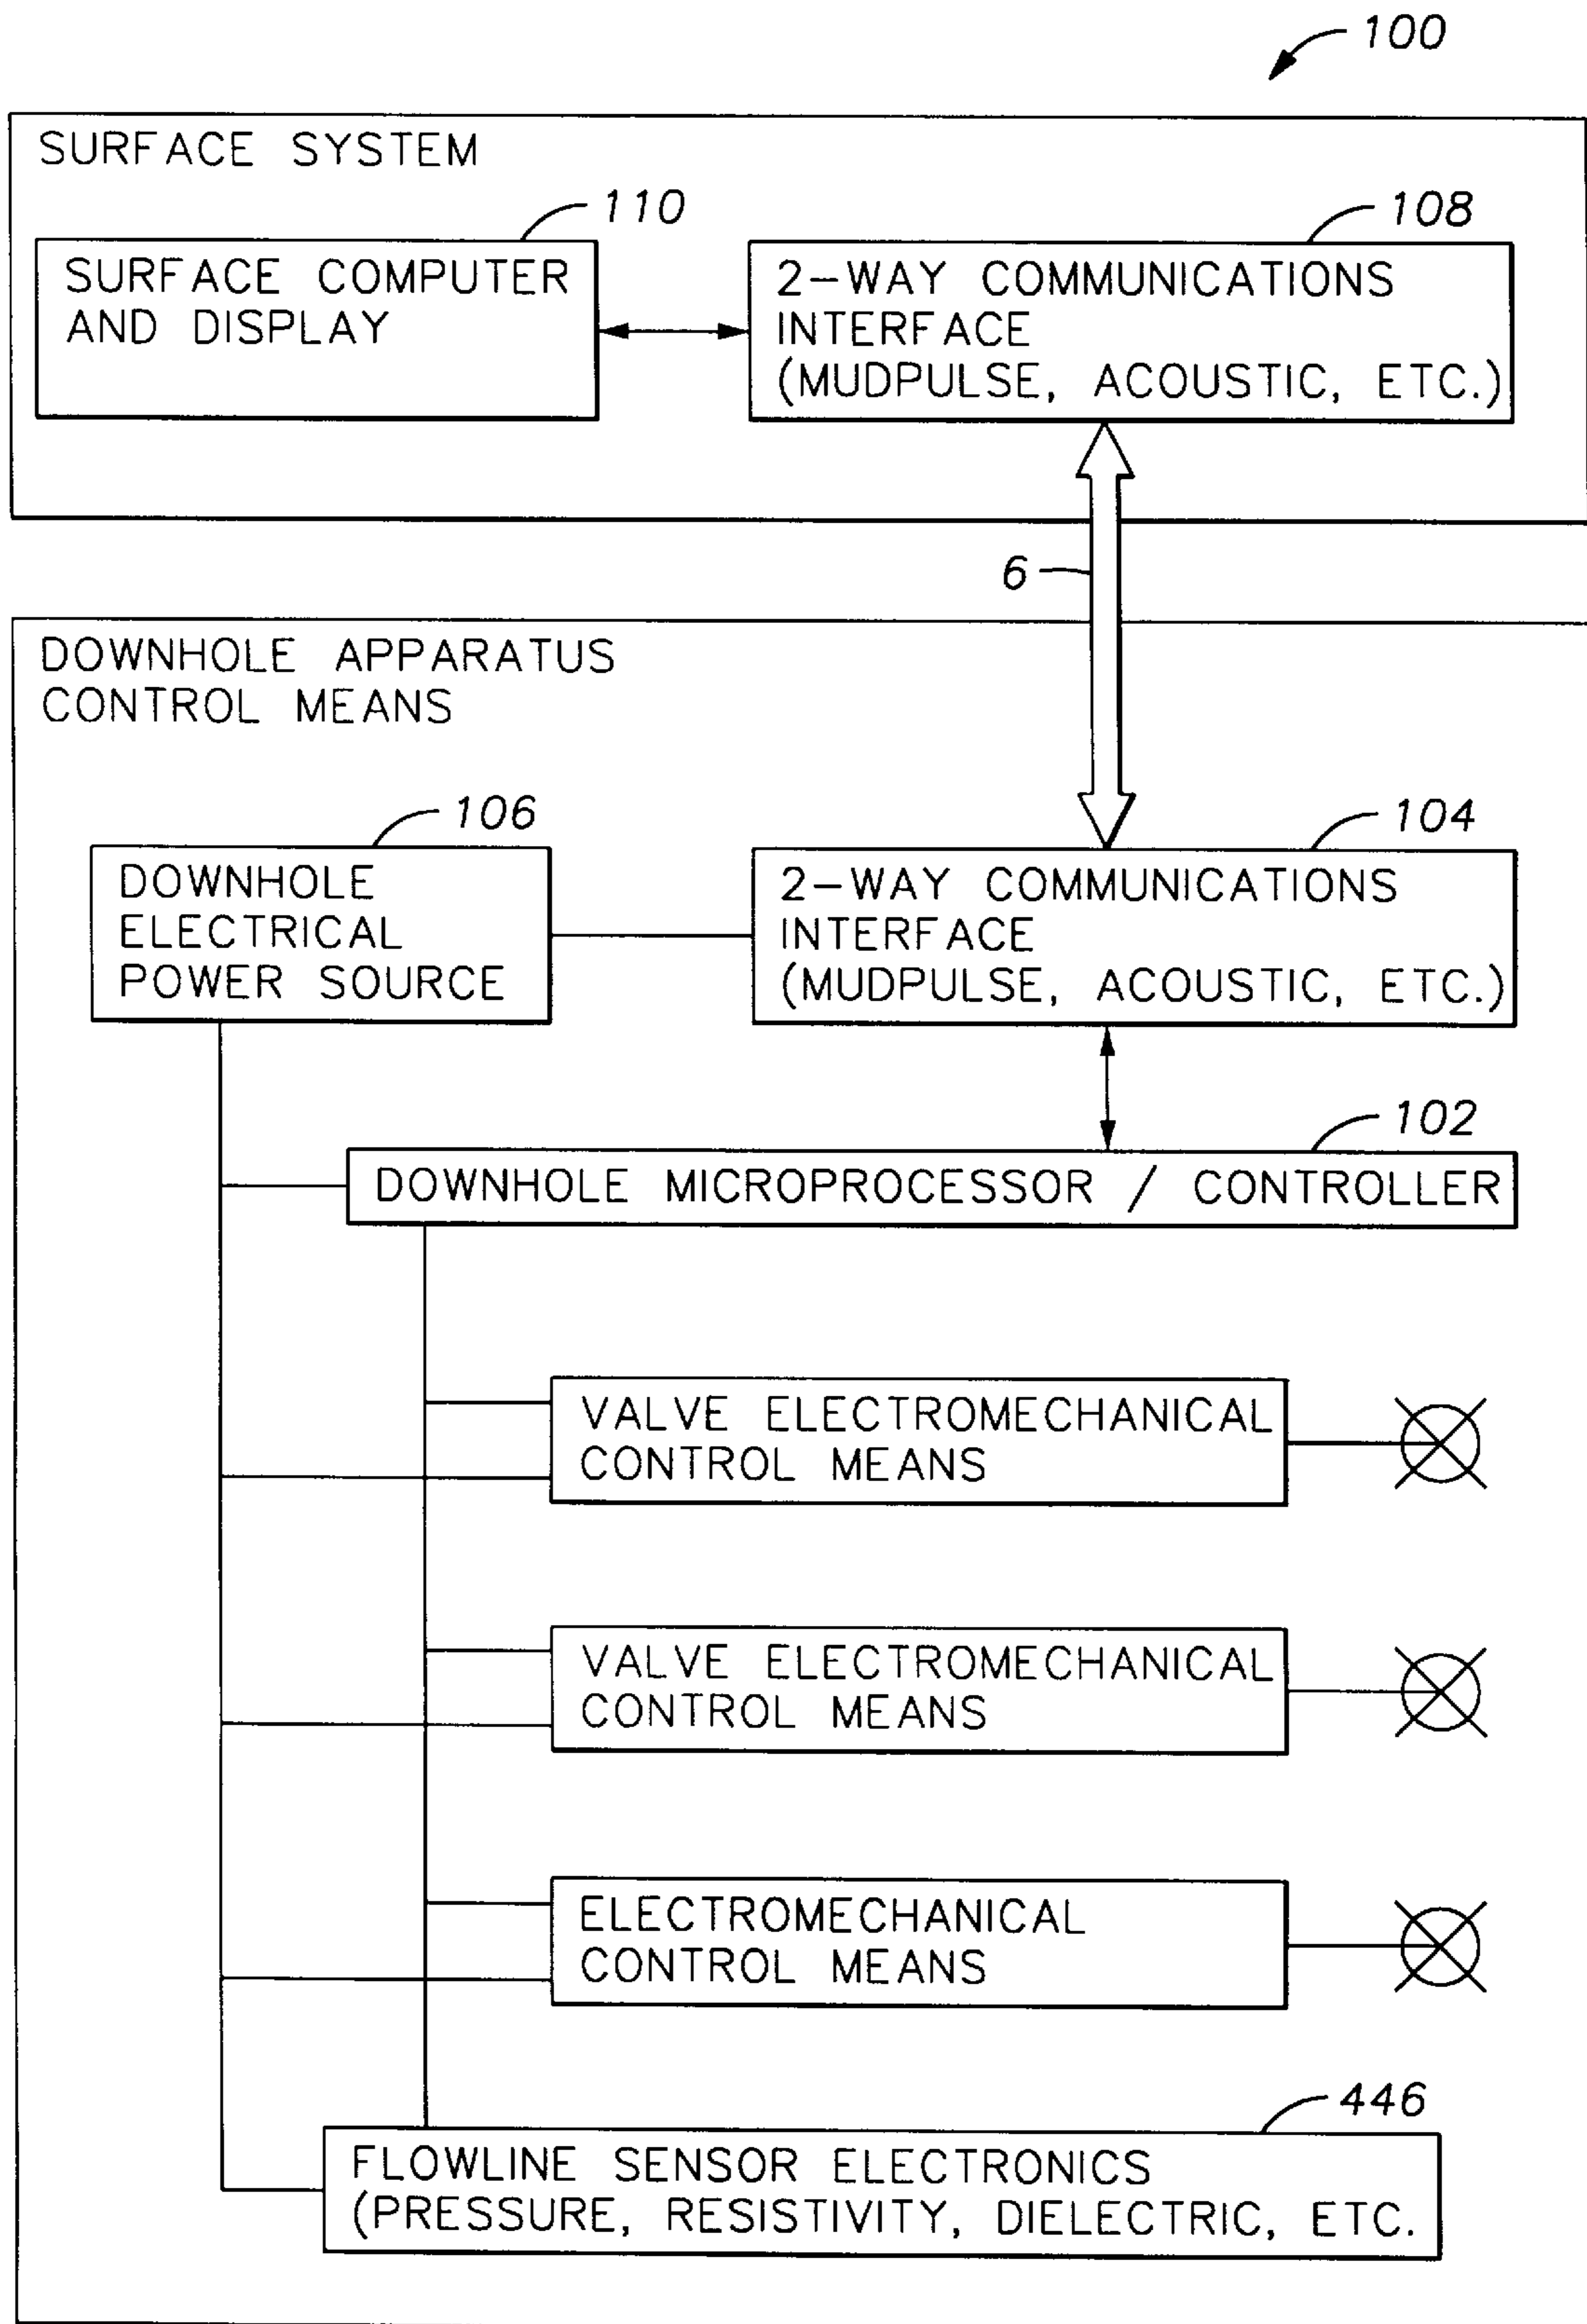 100
SURFACE SYSTEM
110
108
SURFACE COMPUTER
AND DISPLAY
2-WAY COMMUNICATIONS
INTERFACE
(MUDPULSE, ACOUSTIC, ETC.)
6
DOWNHOLE APPARATUS
CONTROL MEANS
106
104
DOWNHOLE
ELECTRICAL
POWER SOURCE
2-WAY COMMUNICATIONS
INTERFACE
(MUDPULSE, ACOUSTIC, ETC.)
102
DOWNHOLE MICROPROCESSOR / CONTROLLER
VALVE ELECTROMECHANICAL
CONTROL MEANS
VALVE ELECTROMECHANICAL
CONTROL MEANS
ELECTROMECHANICAL
CONTROL MEANS
446
FLOWLINE SENSOR ELECTRONICS
(PRESSURE, RESISTIVITY, DIELECTRIC, ETC.